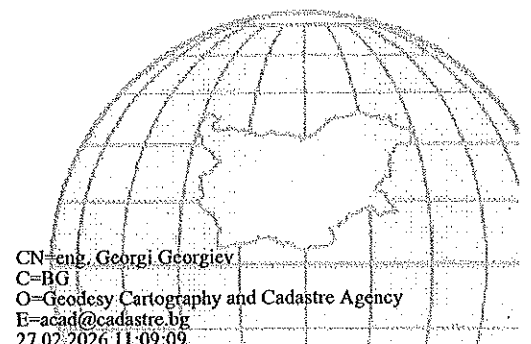 CN=eng. Georgi Georgiev
C=BG
O=Geodesy Cartography and Cadastre Agency
E=acad@cadastre.bg
27.02.2026 11:09:09